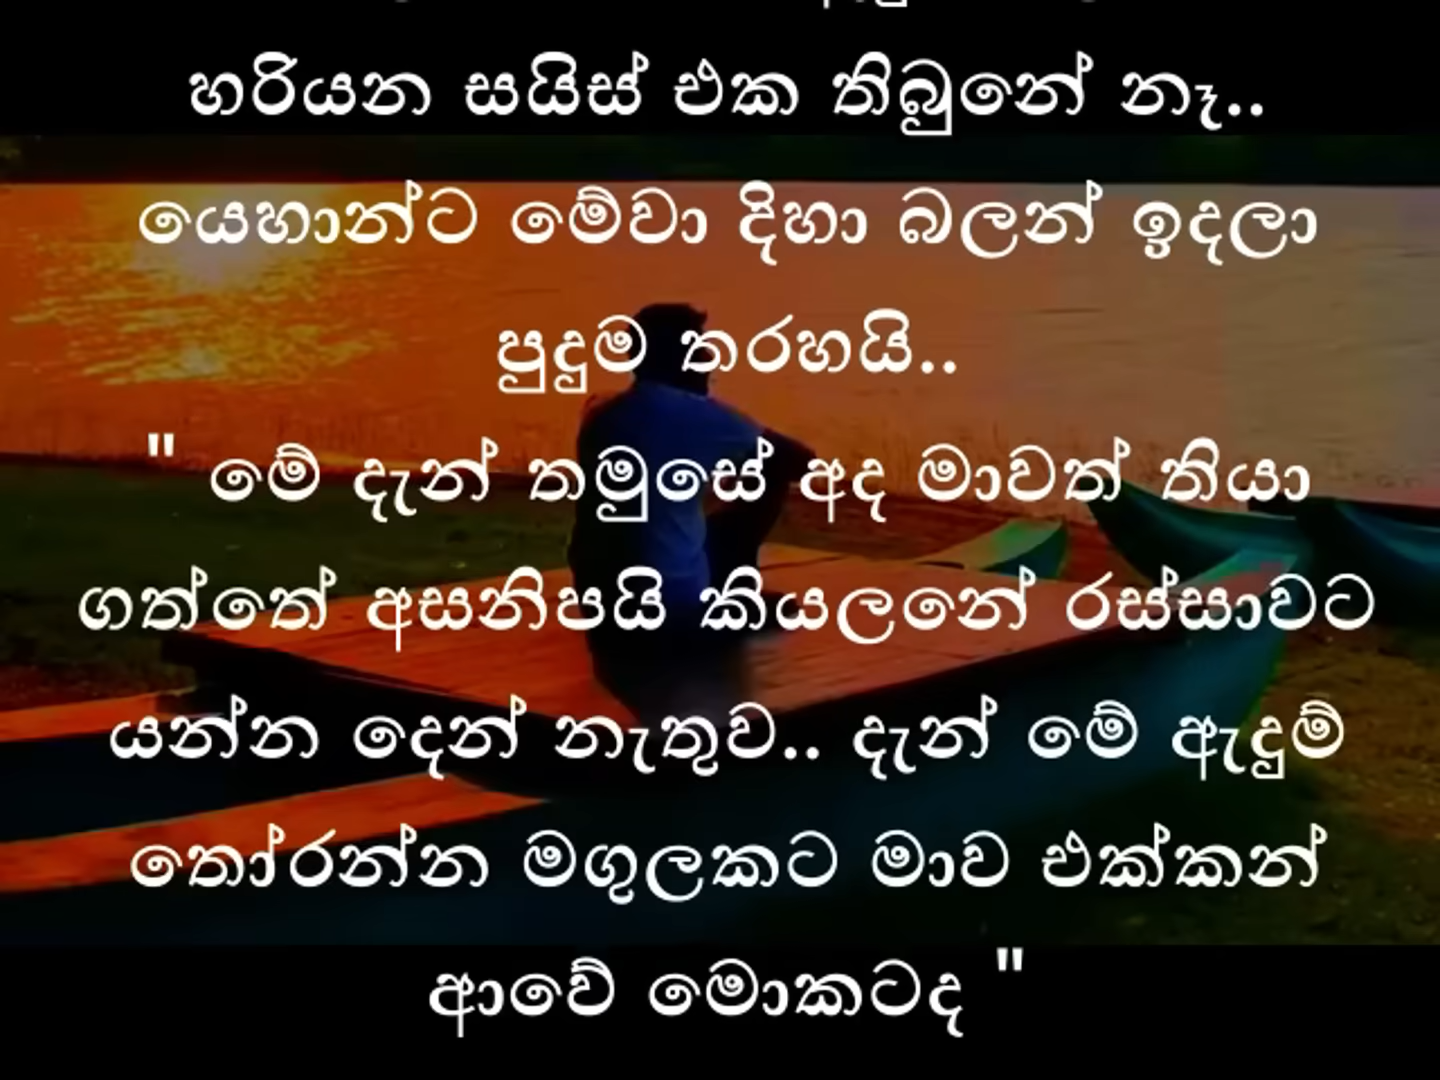 හරියන සයිස් එක තිබුනේ නෑ..
යෙහාන්ට මේවා දිහා බලන් ඉදලා
පුදුම තරහයි..
" මේ දැන් තමුසේ අද මාවත් තියා
ගත්තේ අසනිපයි කියලනේ රස්සාවට
යන්න දෙන් නැතුව.. දැන් මේ ඇදුම්
තෝරන්න මගුලකට මාව එක්කන්
ආවේ මොකටද "